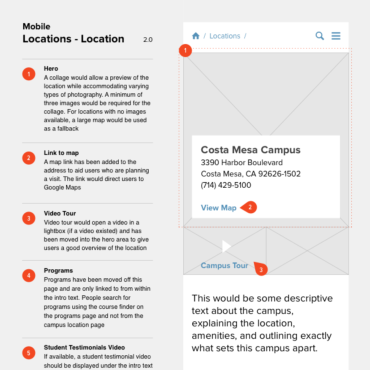 Mobile
Locations - Location 2.0
1
Hero
A collage would allow a preview of the
location while accommodating varying
types of photography. A minimum of
three images would be required for the
collage. For locations with no images
available, a large map would be used
as a fallback
2
Link to map
A map link has been added to the
address to aid users who are planning
a visit. The link would direct users to
Google Maps
3
Video Tour
Video tour would open a video in a
lightbox (if a video existed) and has
been moved into the hero area to give
users a good overview of the location
4
Programs
Programs have been moved off this
page and are only linked to from within
the intro text. People search for
programs using the course finder on
the programs page and not from the
campus location page
5
Student Testimonials Video
If available, a student testimonial video
should be displayed under the intro text
/ Locations /
1
Costa Mesa Campus
3390 Harbor Boulevard
Costa Mesa, CA 92626-1502
(714) 429-5100
View Map 2
Campus Tour 3
This would be some descriptive
text about the campus,
explaining the location,
amenities, and outlining exactly
what sets this campus apart.